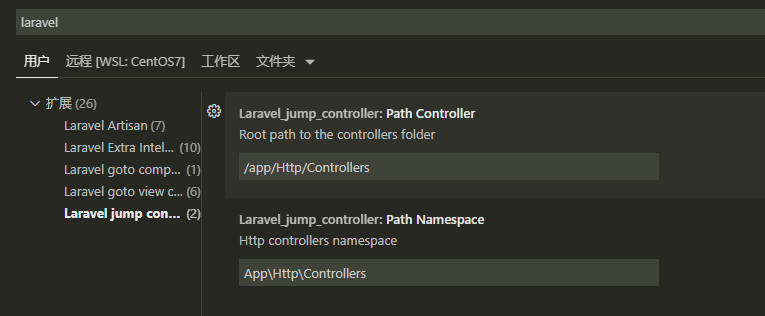 laravel
用户 远程 [WSL: CentOS7] 工作区 文件夹
扩展 (26)
Laravel Artisan (7)
Laravel Extra Intel... (10)
Laravel goto comp... (1)
Laravel goto view c... (6)
Laravel jump con... (2)
Laravel_jump_controller: Path Controller
Root path to the controllers folder
/app/Http/Controllers
Laravel_jump_controller: Path Namespace
Http controllers namespace
App\Http\Controllers